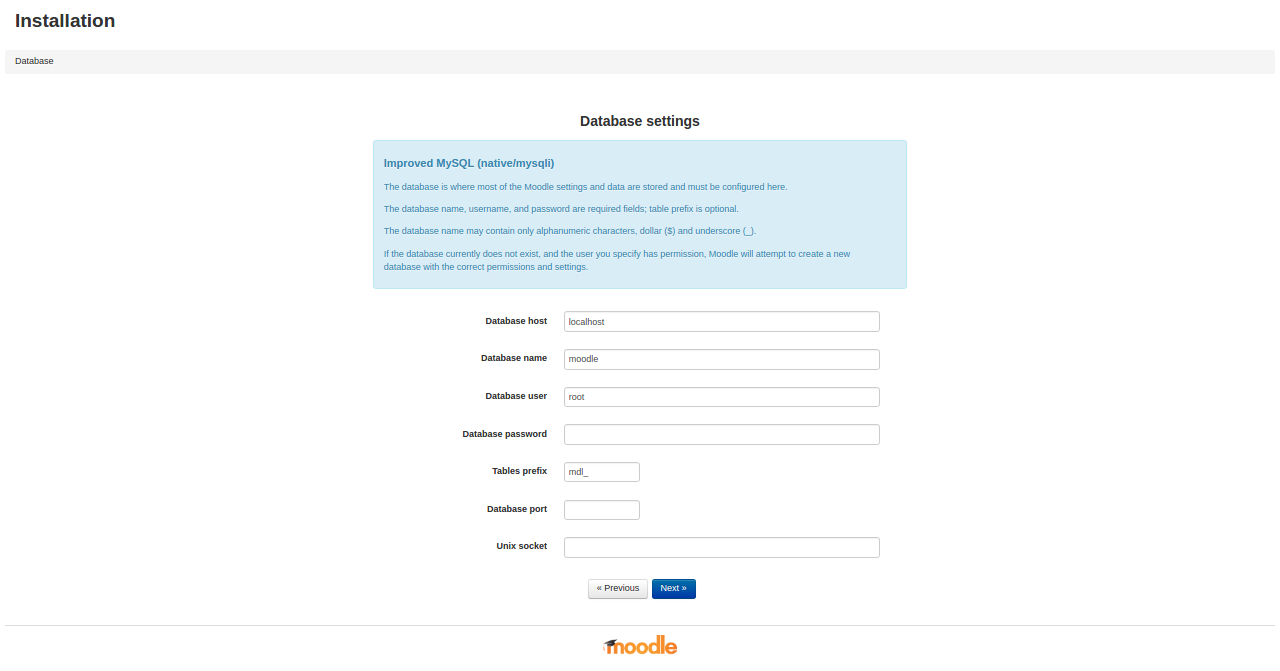 Installation
Database
Database settings
Improved MySQL (native/mysqli)
The database is where most of the Moodle settings and data are stored and must be configured here.
The database name, username, and password are required fields; table prefix is optional.
The database name may contain only alphanumeric characters, dollar ($) and underscore (_).
If the database currently does not exist, and the user you specify has permission, Moodle will attempt to create a new
database with the correct permissions and settings.
Database host localhost
Database name moodle
Database user root
Database password
Tables prefix mdl_
Database port
Unix socket
« Previous Next »
moodle